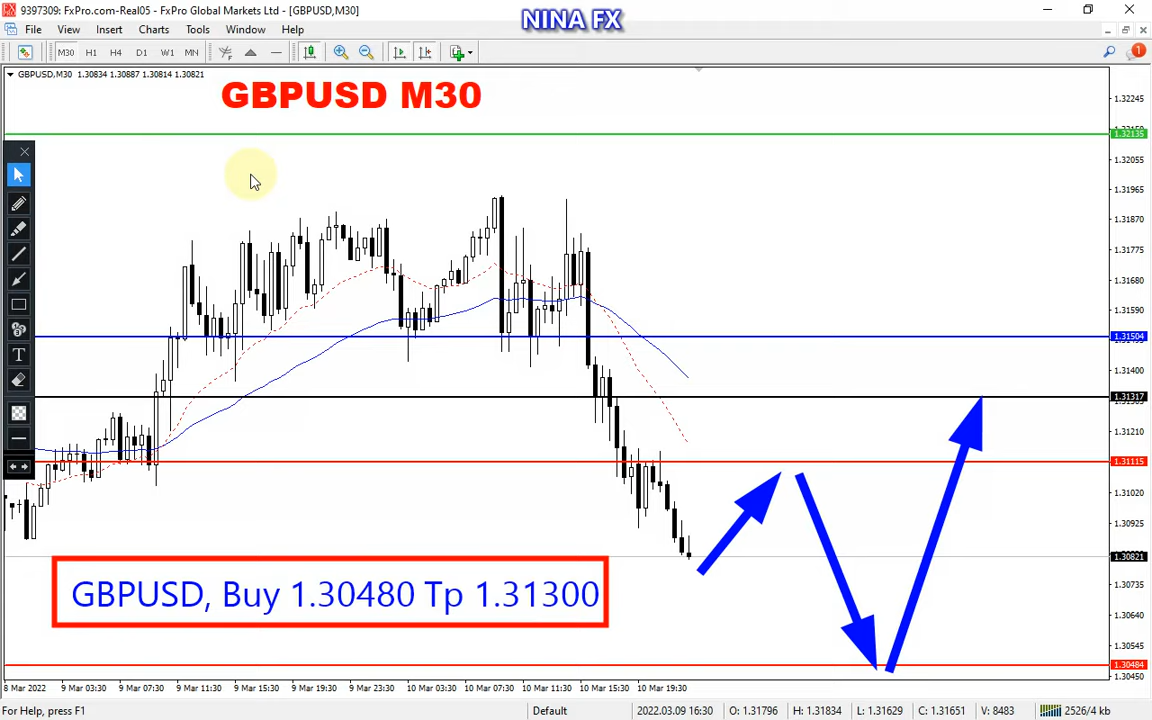 9397309: FxPro.com-Real05 - FxPro Global Markets Ltd - [GBPUSD,M30]
NINA FX
File View Insert Charts Tools Window Help
1
M30 H1 H4 D1 W1 MN
GBPUSD,M30 1.30834 1.30887 1.30814 1.30821
GBPUSD M30
1.32245
1.32135
1.32055
1.31965
1.31870
1.31775
1.31680
1.31590
1.31504
1.31400
1.31317
1.31210
1.31115
1.31020
1.30925
1.30821
1.30735
1.30640
1.30545
1.30484
1.30450
T
GBPUSD, Buy 1.30480 Tp 1.31300
8 Mar 2022 9 Mar 03:30 9 Mar 07:30 9 Mar 11:30 9 Mar 15:30 9 Mar 19:30 9 Mar 23:30 10 Mar 03:30 10 Mar 07:30 10 Mar 11:30 10 Mar 15:30 10 Mar 19:30
For Help, press F1 Default 2022.03.09 16:30 O: 1.31796 H: 1.31834 L: 1.31629 C: 1.31651 V: 8483 2526/4 kb